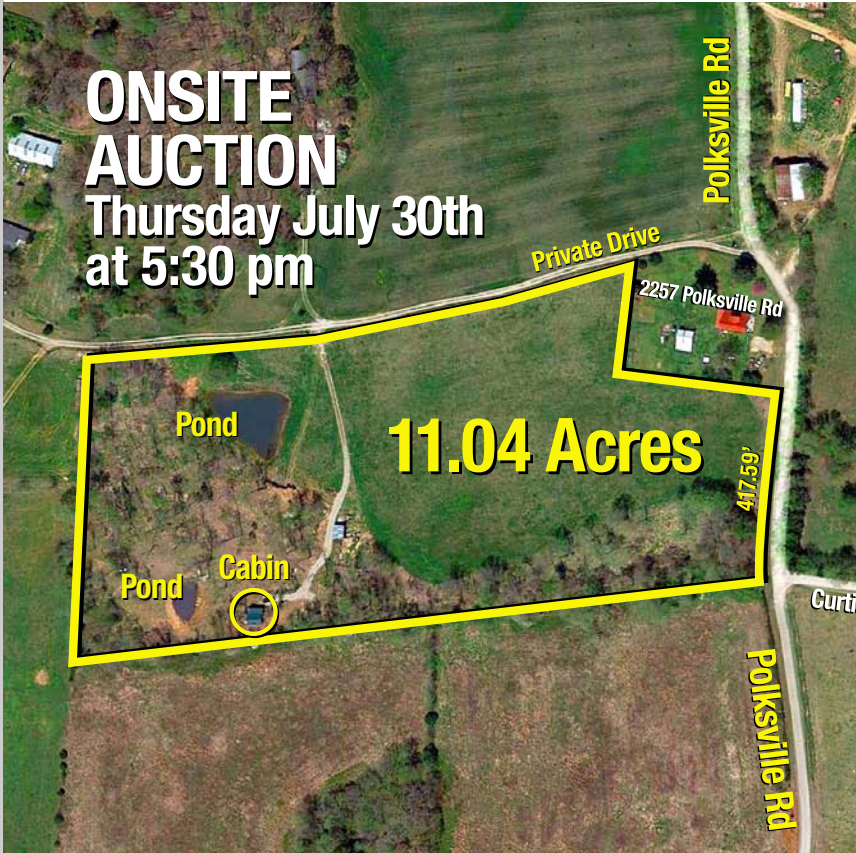 ONSITE
AUCTION
Thursday July 30th
at 5:30 pm
Polksville Rd
Private Drive
2257 Polksville Rd
Pond
11.04 Acres
417.59'
Cabin
Pond
Curti
Polksville Rd